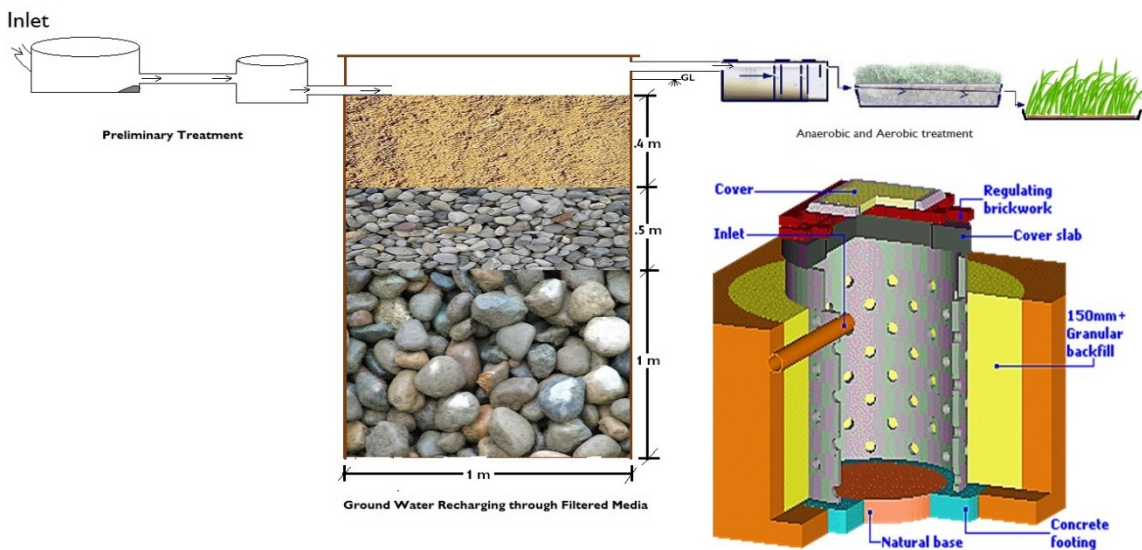 Inlet
Preliminary Treatment
GL
.4 m
.5 m
1 m
1 m
Ground Water Recharging through Filtered Media
Anaerobic and Aerobic treatment
Cover
Inlet
Regulating
brickwork
Cover slab
150mm+
Granular
backfill
Natural base
Concrete
footing